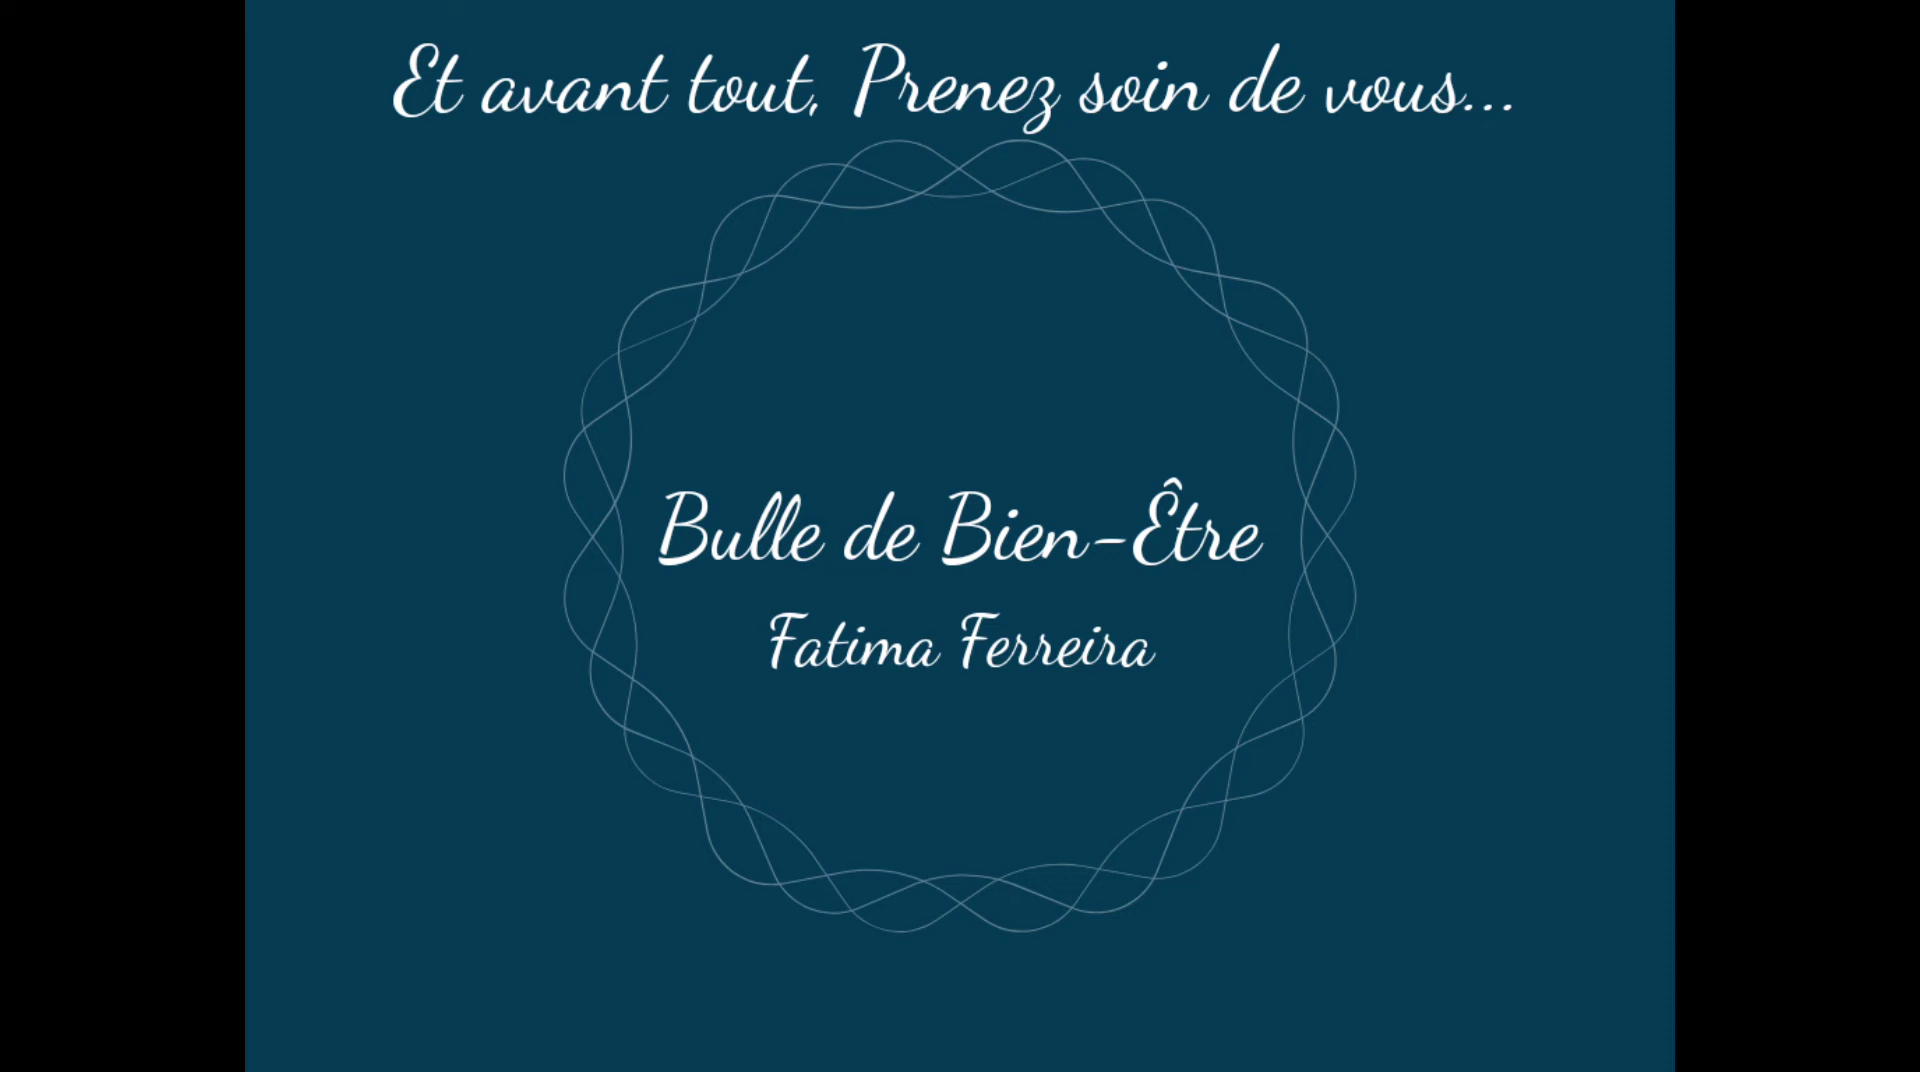 Et avant tout, Prenez soin de vous...
Bulle de Bien-Être
Fatima Ferreira